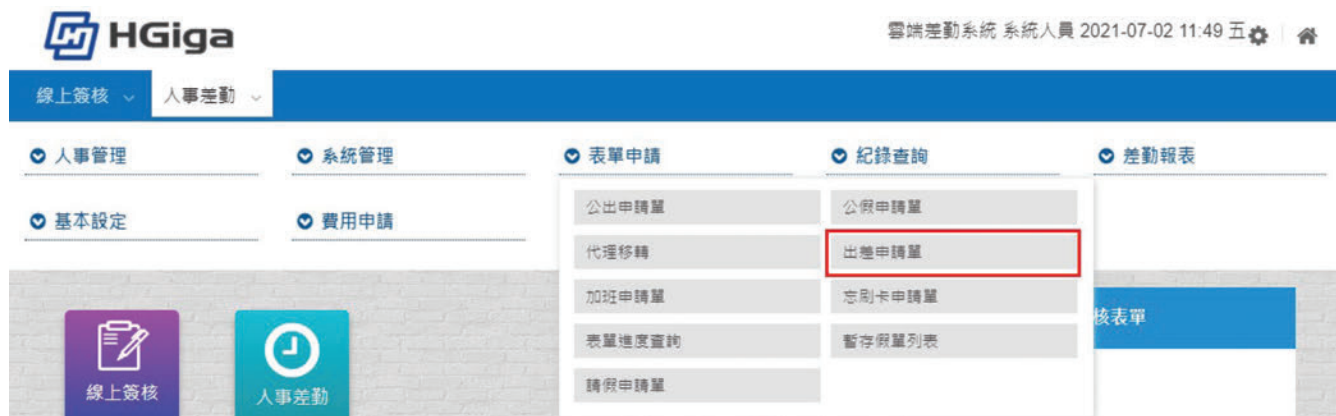 HGiga
雲端差勤系統 系統人員 2021-07-02 11:49 五
線上簽核 人事差勤
人事管理 系統管理 表單申請 紀錄查詢 差勤報表
基本設定 費用申請
公出申請單 公假申請單
代理移轉 出差申請單
加班申請單 忘刷卡申請單
表單進度查詢 暫存假單列表
請假申請單
核表單
線上簽核 人事差勤